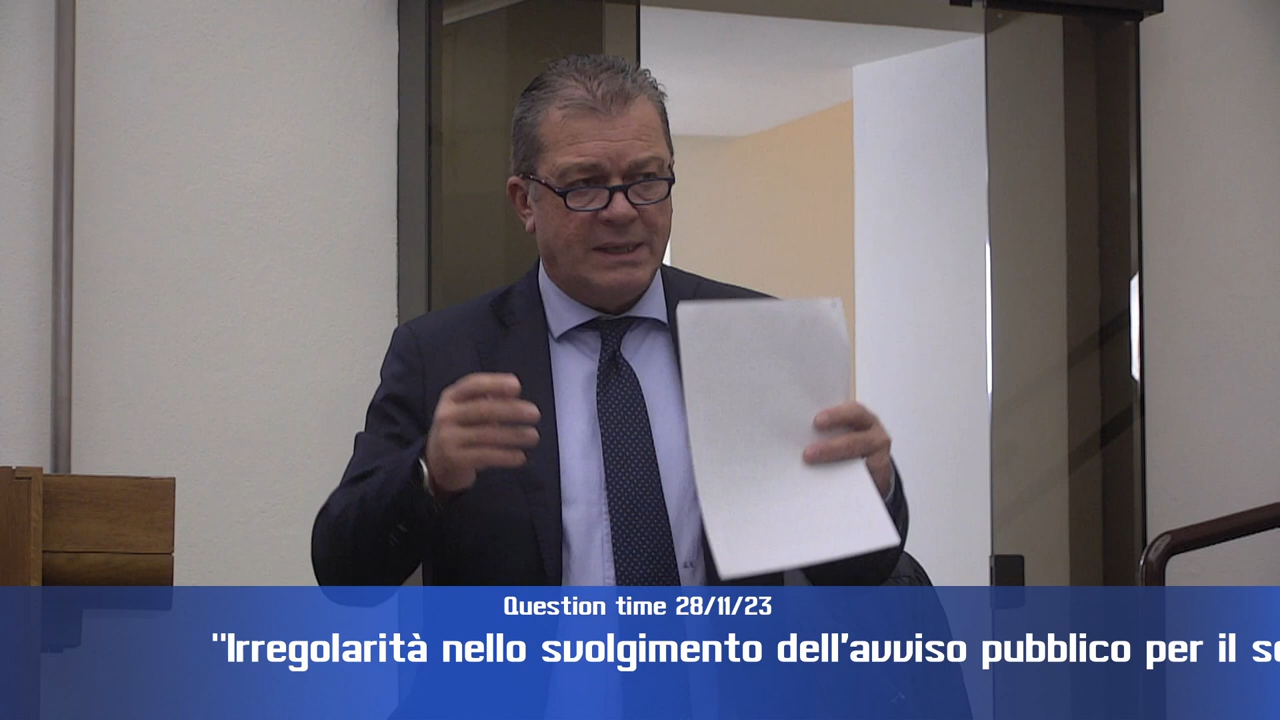 Question time 28/11/23
"Irregolarità nello svolgimento dell'avviso pubblico per il